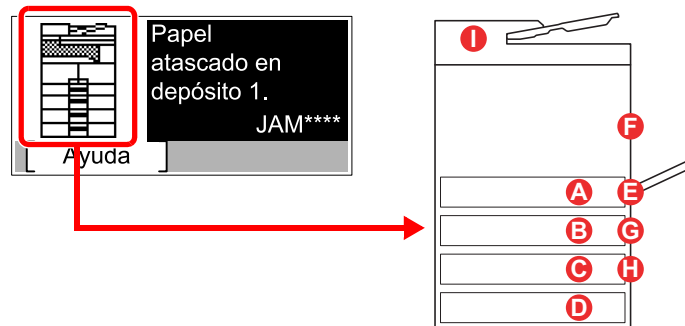 Papel
atascado en
depósito 1.
JAM****
Ayuda
I
F
A E
B G
C H
D